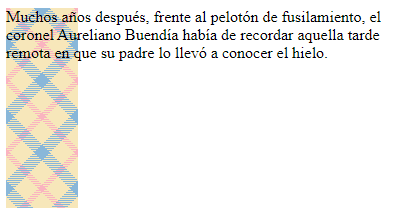 Muchos años después, frente al pelotón de fusilamiento, el
coronel Aureliano Buendía había de recordar aquella tarde
remota en que su padre lo llevó a conocer el hielo.